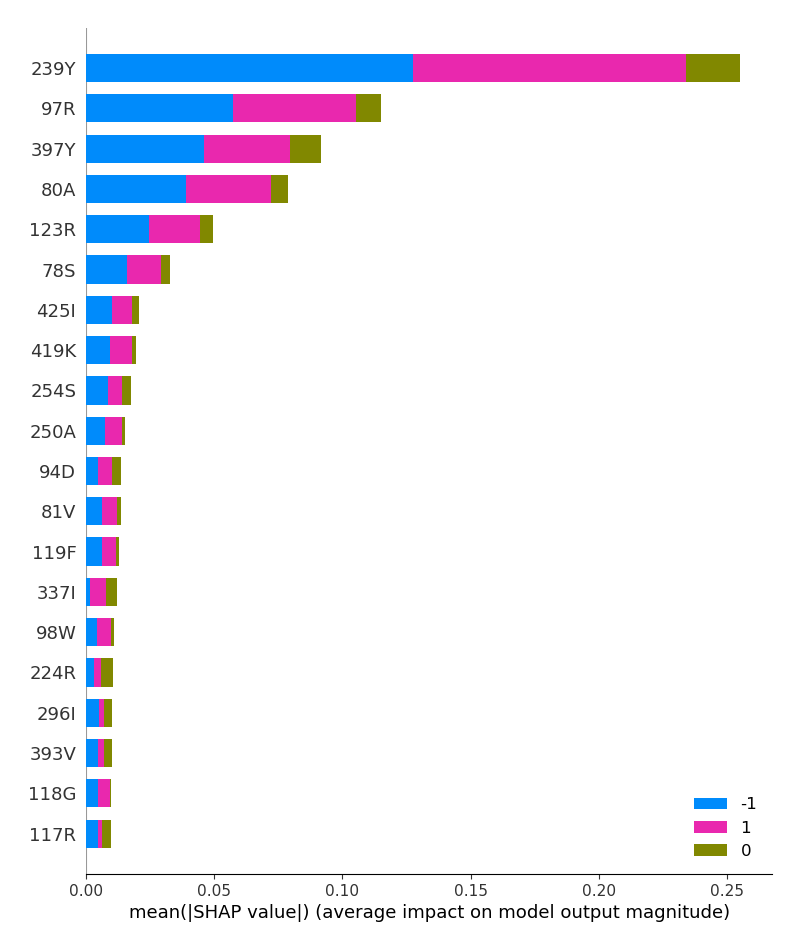 239Y
97R
397Y
80A
123R
78S
425I
419K
254S
250A
94D
81V
119F
337I
98W
224R
296I
393V
118G
117R
-1
1
0
0.00 0.05 0.10 0.15 0.20 0.25
mean(|SHAP value|) (average impact on model output magnitude)